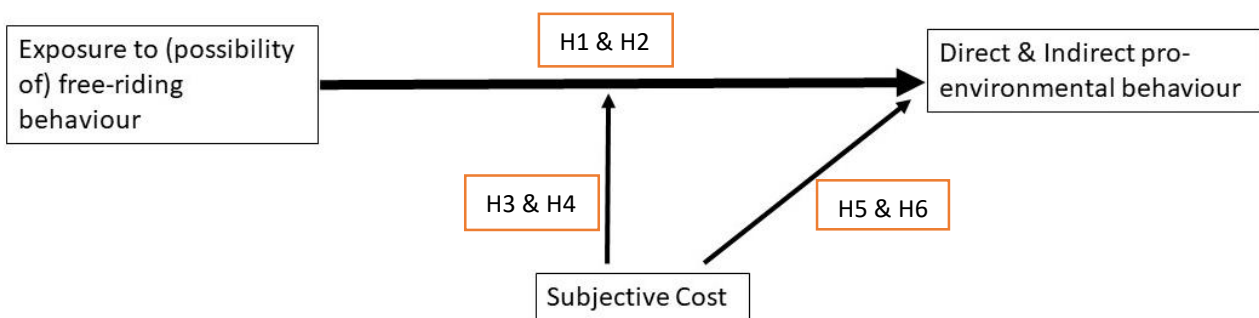 H1 & H2
Exposure to (possibility
of) free-riding
behaviour
Direct & Indirect pro-
environmental behaviour
H3 & H4
H5 & H6
Subjective Cost